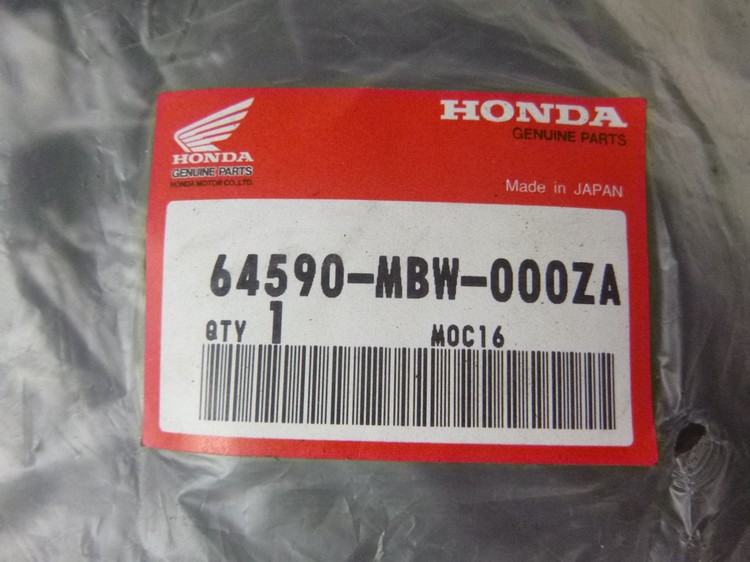 HONDA
GENUINE PARTS
HONDA MOTOR CO., LTD.
HONDA
GENUINE PARTS
Made in JAPAN
64590-MBW-000ZA
QTY 1 MOC16